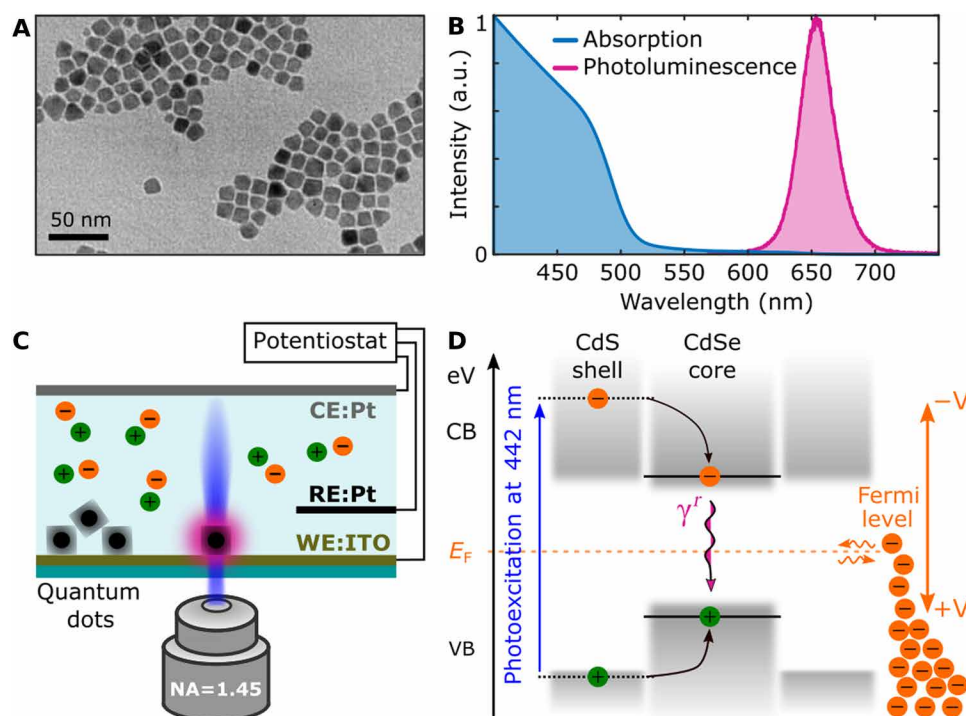 A
50 nm
B
Absorption
Photoluminescence
Intensity (a.u.)
1
0
450 500 550 600 650 700
Wavelength (nm)
C
Potentiostat
CE:Pt
RE:Pt
WE:ITO
Quantum
dots
NA=1.45
D
CdS
shell
CdSe
core
eV
CB
VB
E_F
Photoexcitation at 442 nm
γ^r
Fermi
level
−V
+V